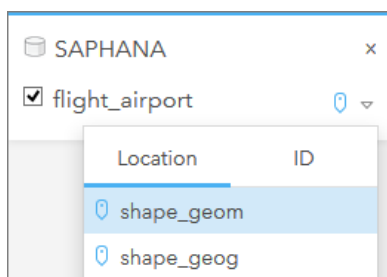 SAPHANA
flight_airport
Location ID
shape_geom
shape_geog